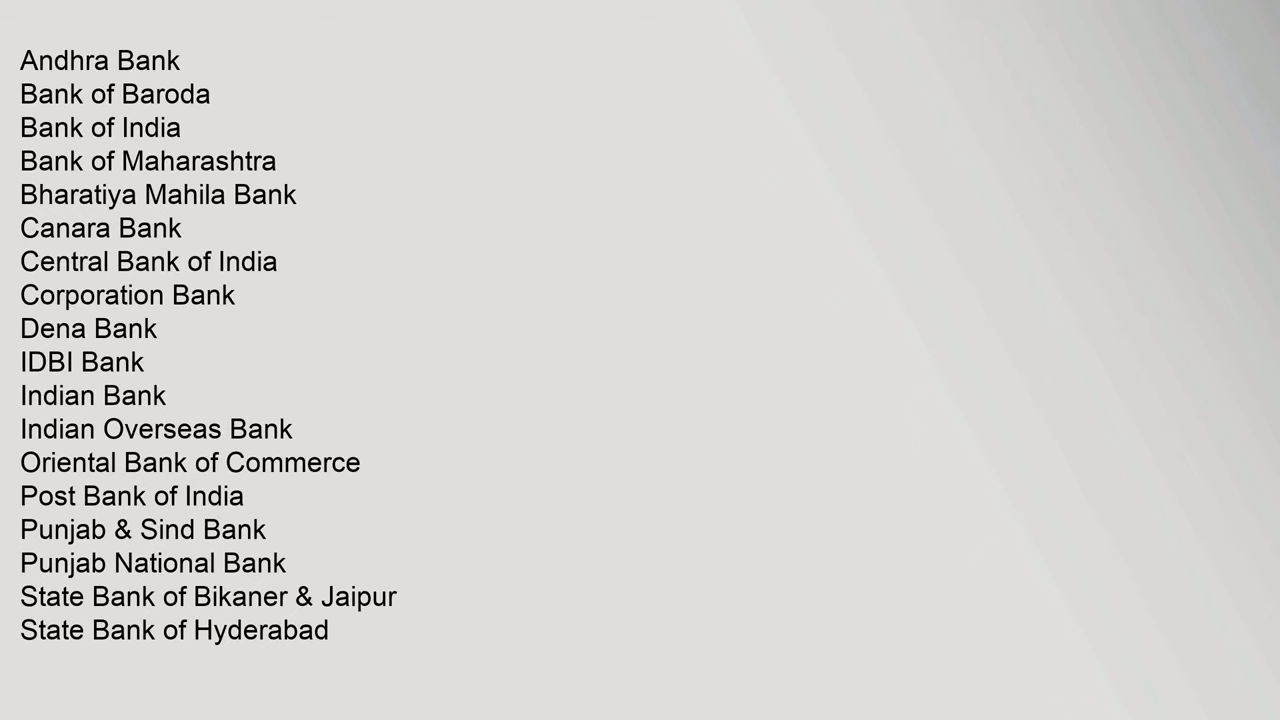 Andhra Bank
Bank of Baroda
Bank of India
Bank of Maharashtra
Bharatiya Mahila Bank
Canara Bank
Central Bank of India
Corporation Bank
Dena Bank
IDBI Bank
Indian Bank
Indian Overseas Bank
Oriental Bank of Commerce
Post Bank of India
Punjab & Sind Bank
Punjab National Bank
State Bank of Bikaner & Jaipur
State Bank of Hyderabad